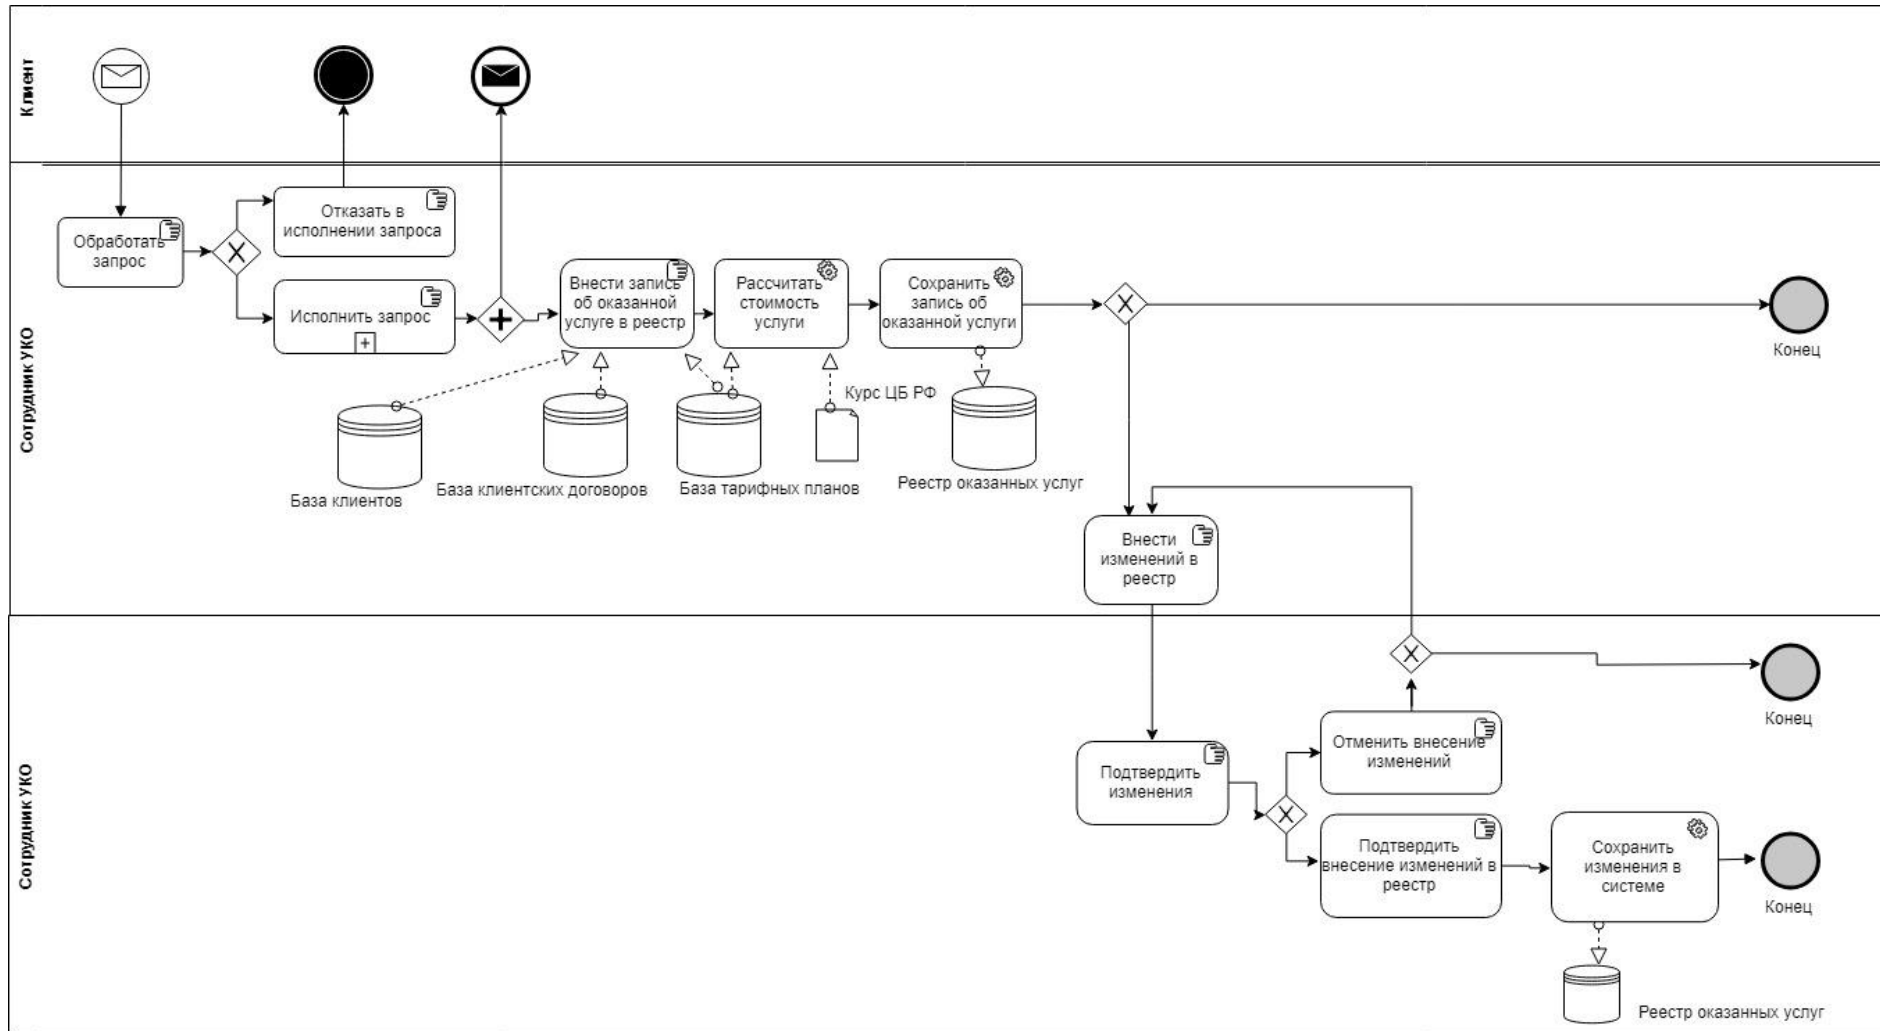 Клиент
Сотрудник УКО
Обработать
запрос
Отказать в
исполнении запроса
Исполнить запрос
Внести запись
об оказанной
услуге в реестр
Рассчитать
стоимость
услуги
Сохранить
запись об
оказанной услуги
Конец
База клиентов
База клиентских договоров
База тарифных планов
Курс ЦБ РФ
Реестр оказанных услуг
Внести
изменений в
реестр
Сотрудник УКО
Конец
Подтвердить
изменения
Отменить внесение
изменений
Подтвердить
внесение изменений в
реестр
Сохранить
изменения в
системе
Конец
Реестр оказанных услуг